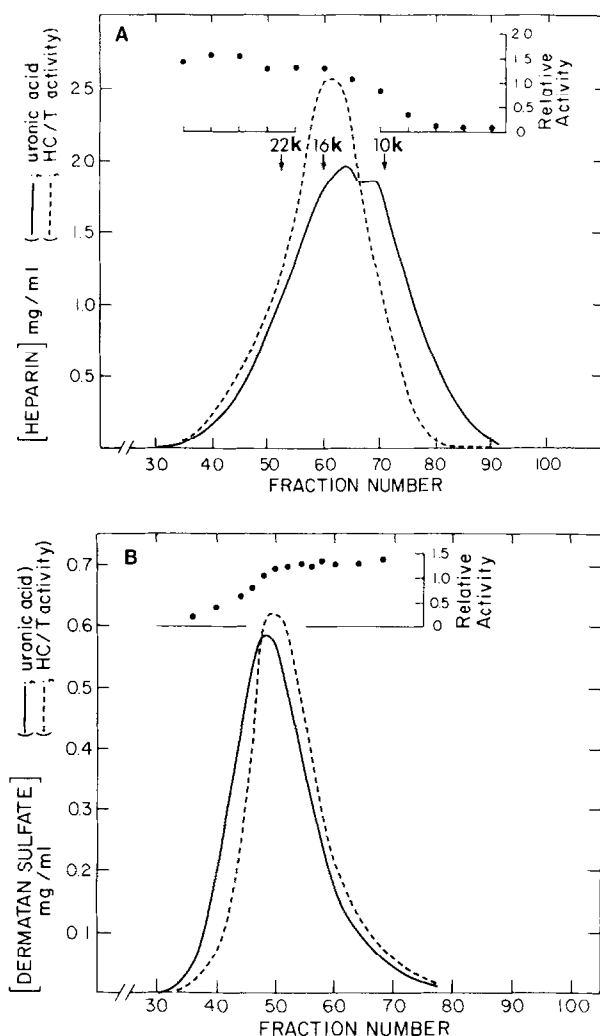 A
[HEPARIN] mg/ml
(——; uronic acid
(-----; HC/T activity)
2.5
2.0
1.5
1.0
0.5
2.0
1.5
1.0
0.5
0
Relative
Activity
22k
16k
10k
30 40 50 60 70 80 90 100
FRACTION NUMBER
B
[DERMATAN SULFATE]
mg/ml
(——; uronic acid)
(-----; HC/T activity)
0.7
0.6
0.5
0.4
0.3
0.2
0.1
1.5
1.0
0.5
0
Relative
Activity
30 40 50 60 70 80 90 100
FRACTION NUMBER